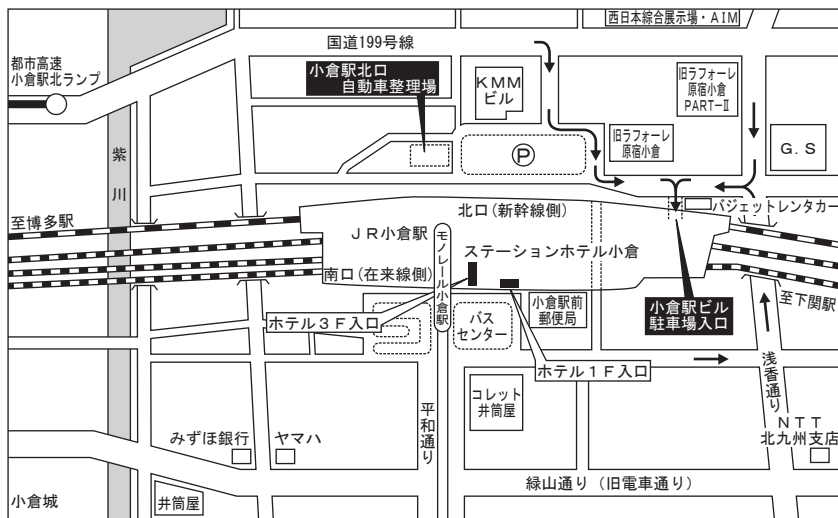 西日本綜合展示場・AIM
国道199号線
都市高速
小倉駅北ランプ
小倉駅北口
自動車整理場
KMM
ビル
旧ラフォーレ
原宿小倉
PART-Ⅱ
旧ラフォーレ
原宿小倉
G.S
P
紫川
至博多駅
北口(新幹線側)
バジェットレンタカー
JR小倉駅
モノレール小倉駅
ステーションホテル小倉
南口(在来線側)
小倉駅前
郵便局
小倉駅ビル
駐車場入口
至下関駅
ホテル3F入口
バス
センター
ホテル1F入口
浅香通り
コレット
井筒屋
平和通り
みずほ銀行
ヤマハ
NTT
北九州支店
小倉城
井筒屋
緑山通り(旧電車通り)